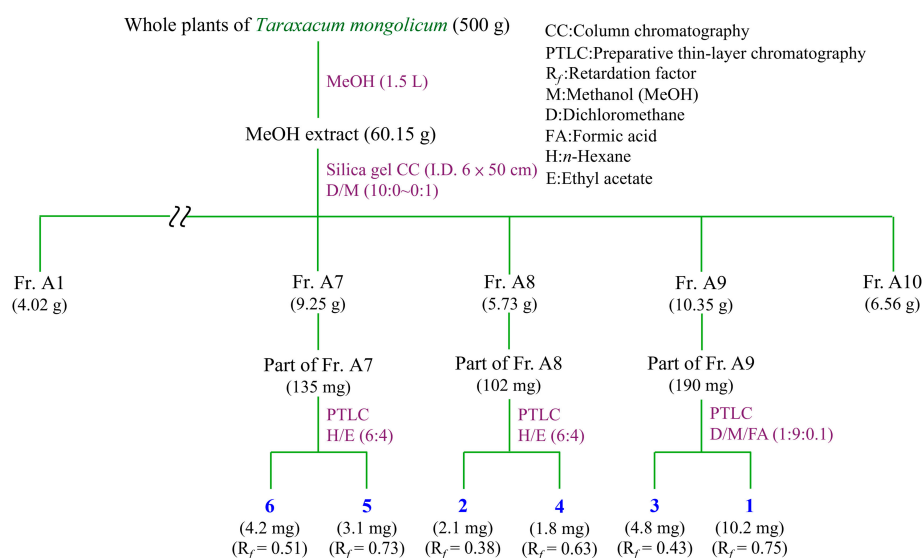 Whole plants of Taraxacum mongolicum (500 g)
CC:Column chromatography
PTLC:Preparative thin-layer chromatography
Rf:Retardation factor
M:Methanol (MeOH)
D:Dichloromethane
FA:Formic acid
H:n-Hexane
E:Ethyl acetate
MeOH (1.5 L)
MeOH extract (60.15 g)
Silica gel CC (I.D. 6 × 50 cm)
D/M (10:0~0:1)
Fr. A1
(4.02 g)
Fr. A7
(9.25 g)
Fr. A8
(5.73 g)
Fr. A9
(10.35 g)
Fr. A10
(6.56 g)
Part of Fr. A7
(135 mg)
Part of Fr. A8
(102 mg)
Part of Fr. A9
(190 mg)
PTLC
H/E (6:4)
PTLC
H/E (6:4)
PTLC
D/M/FA (1:9:0.1)
6
(4.2 mg)
(Rf = 0.51)
5
(3.1 mg)
(Rf = 0.73)
2
(2.1 mg)
(Rf = 0.38)
4
(1.8 mg)
(Rf = 0.63)
3
(4.8 mg)
(Rf = 0.43)
1
(10.2 mg)
(Rf = 0.75)